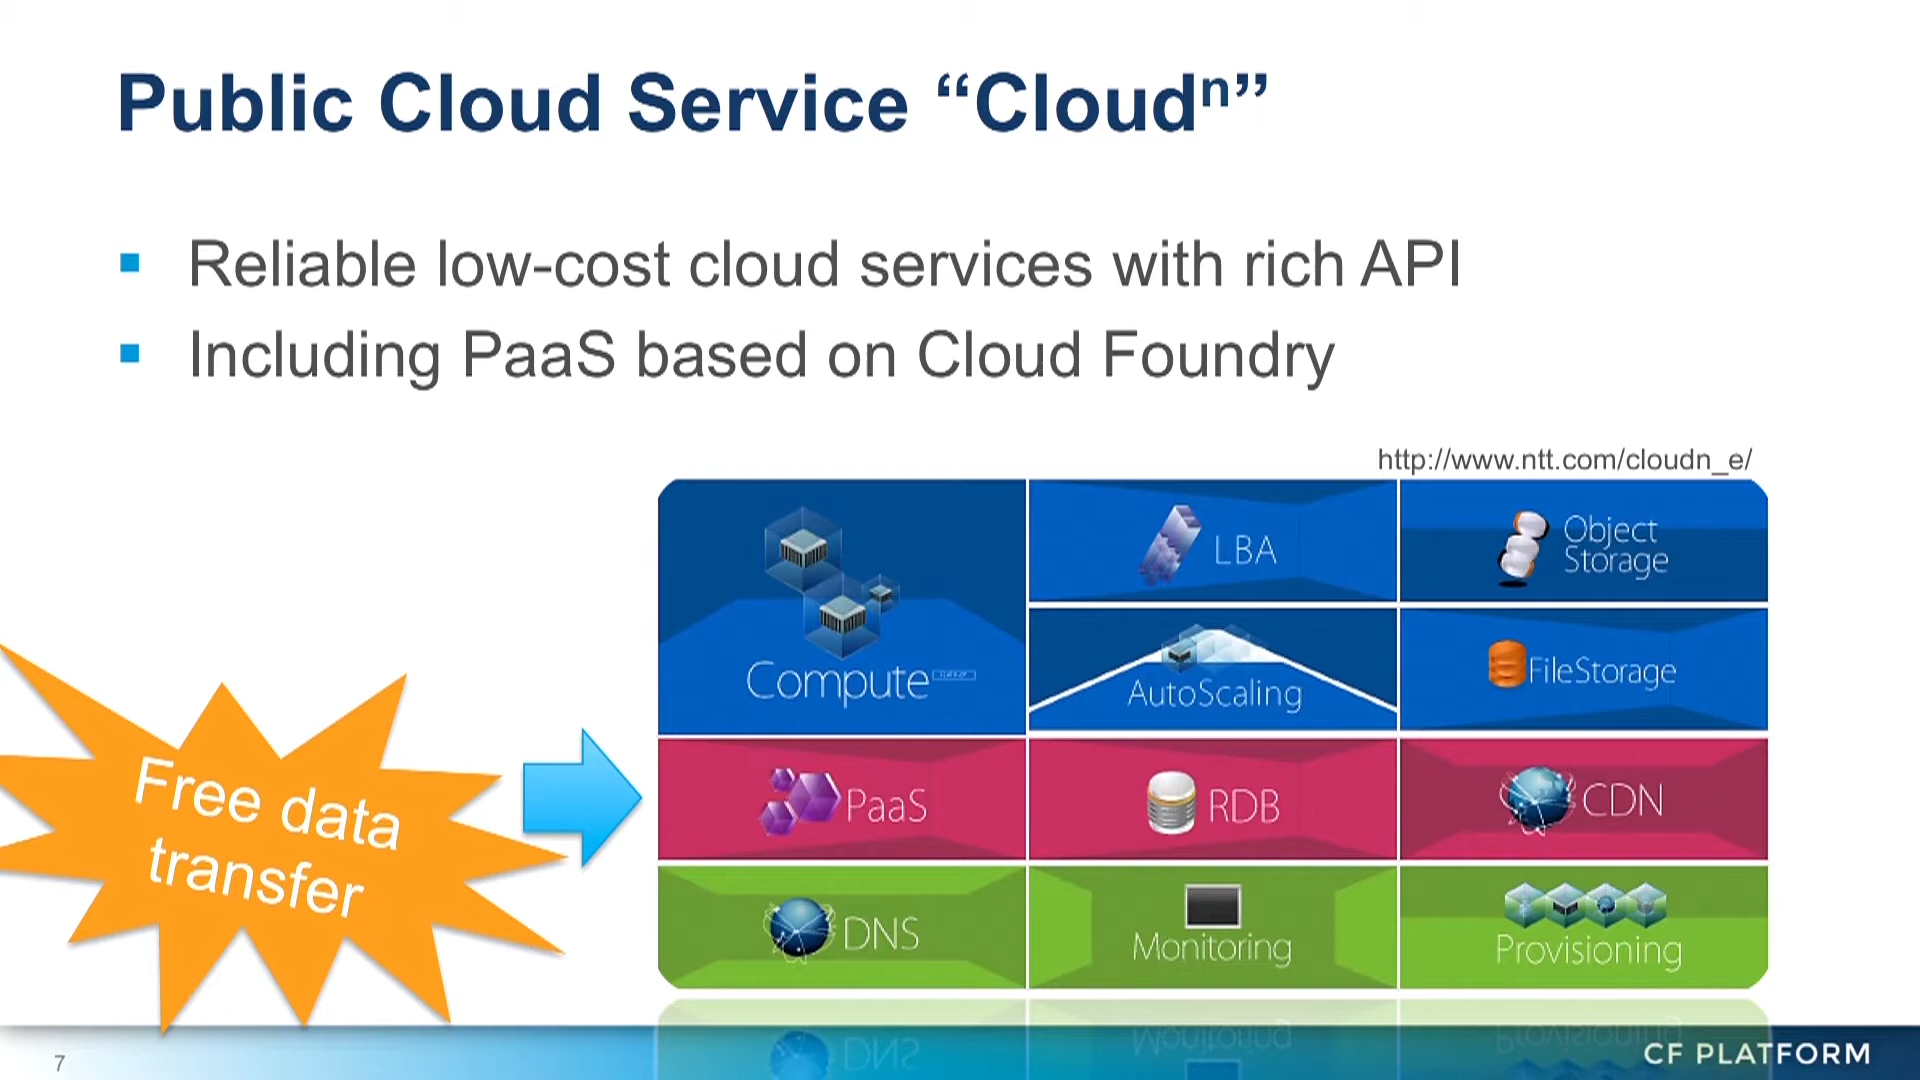 Public Cloud Service “Cloudⁿ”
Reliable low-cost cloud services with rich API
Including PaaS based on Cloud Foundry
http://www.ntt.com/cloudn_e/
Compute
LBA
Object
Storage
AutoScaling
FileStorage
PaaS
RDB
CDN
DNS
Monitoring
Provisioning
Free data
transfer
7
CF PLATFORM